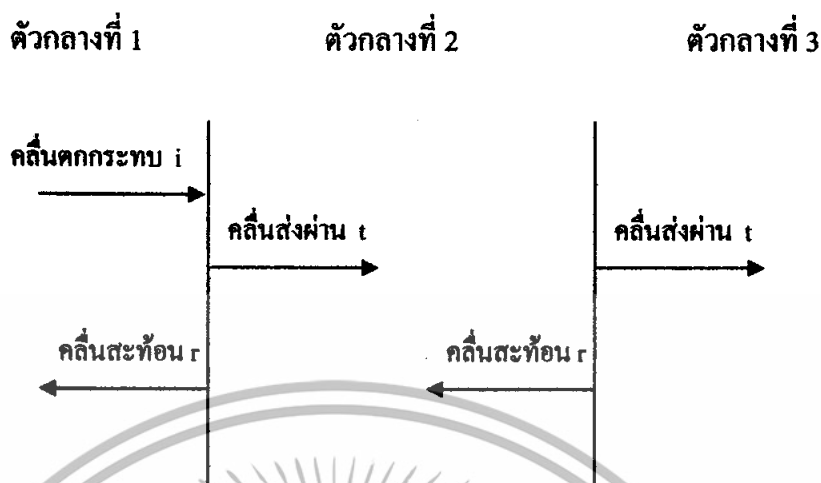 ตัวกลางที่ 1 ตัวกลางที่ 2 ตัวกลางที่ 3
คลื่นตกกระทบ i
คลื่นส่งผ่าน t คลื่นส่งผ่าน t
คลื่นสะท้อน r คลื่นสะท้อน r